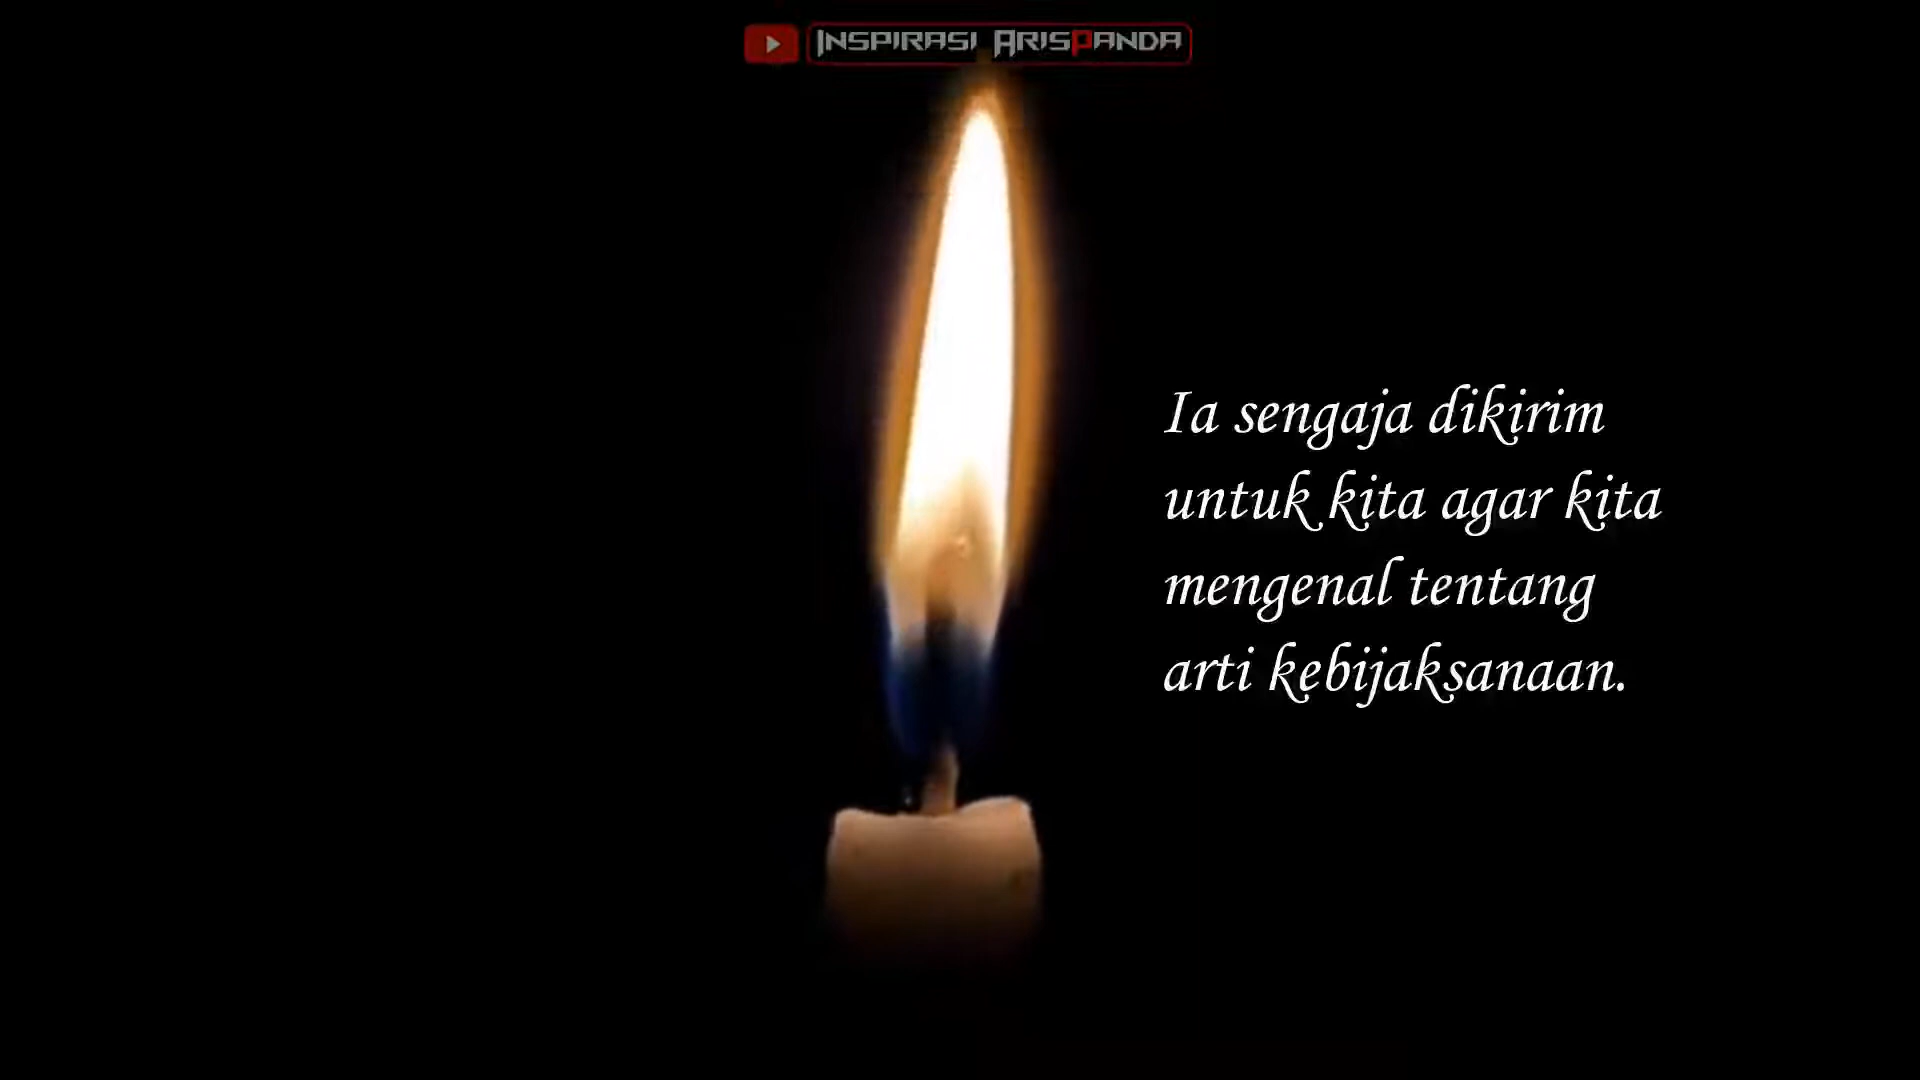 Inspirasi ArisPanda
Ia sengaja dikirim
untuk kita agar kita
mengenal tentang
arti kebijaksanaan.